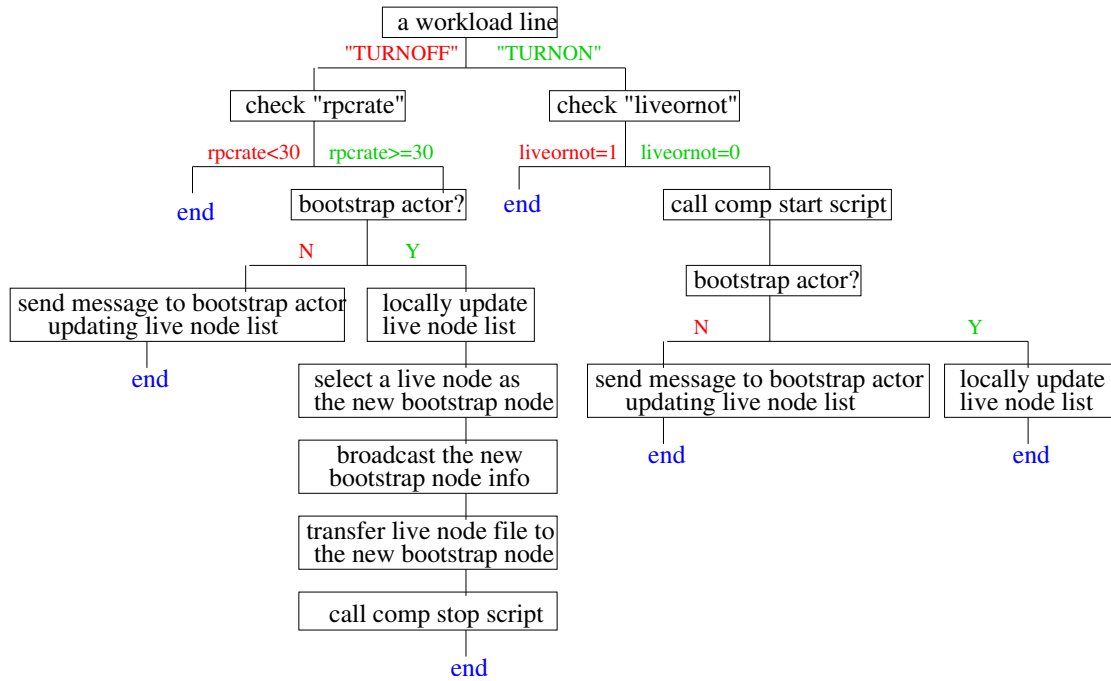 a workload line
"TURNOFF" "TURNON"
check "rpcrate"
check "liveornot"
rpcrate<30 rpcrate>=30
liveornot=1 liveornot=0
end
bootstrap actor?
end
call comp start script
N Y
bootstrap actor?
send message to bootstrap actor
updating live node list
locally update
live node list
N Y
end
select a live node as
the new bootstrap node
send message to bootstrap actor
updating live node list
locally update
live node list
broadcast the new
bootstrap node info
end
end
transfer live node file to
the new bootstrap node
call comp stop script
end